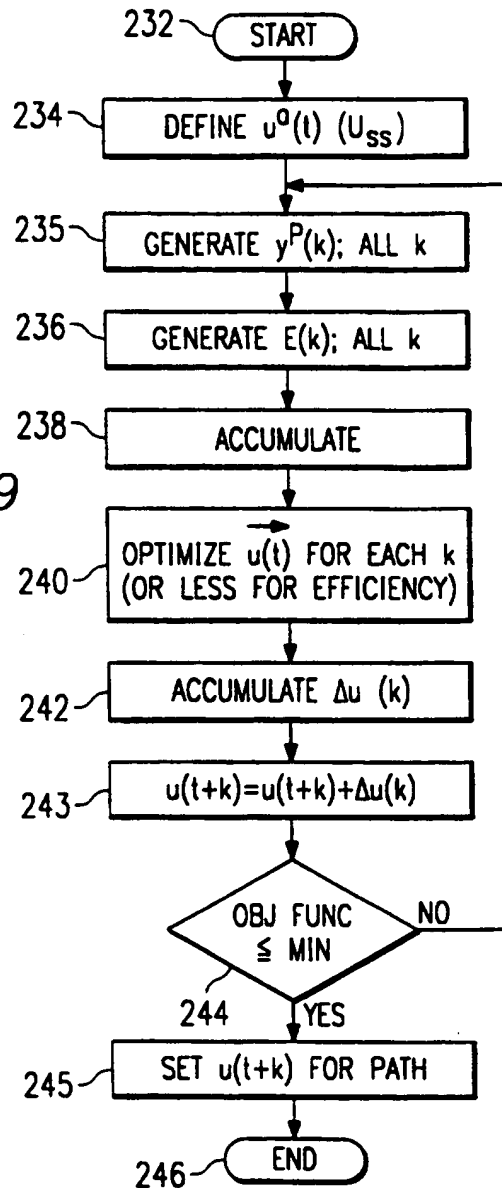 232 START
234 DEFINE uᵃ(t) (U_SS)
235 GENERATE yᴾ(k); ALL k
236 GENERATE E(k); ALL k
238 ACCUMULATE
9
240 OPTIMIZE u(t) FOR EACH k
(OR LESS FOR EFFICIENCY)
242 ACCUMULATE Δu (k)
243 u(t+k)=u(t+k)+Δu(k)
OBJ FUNC NO
≦ MIN
244 YES
245 SET u(t+k) FOR PATH
246 END